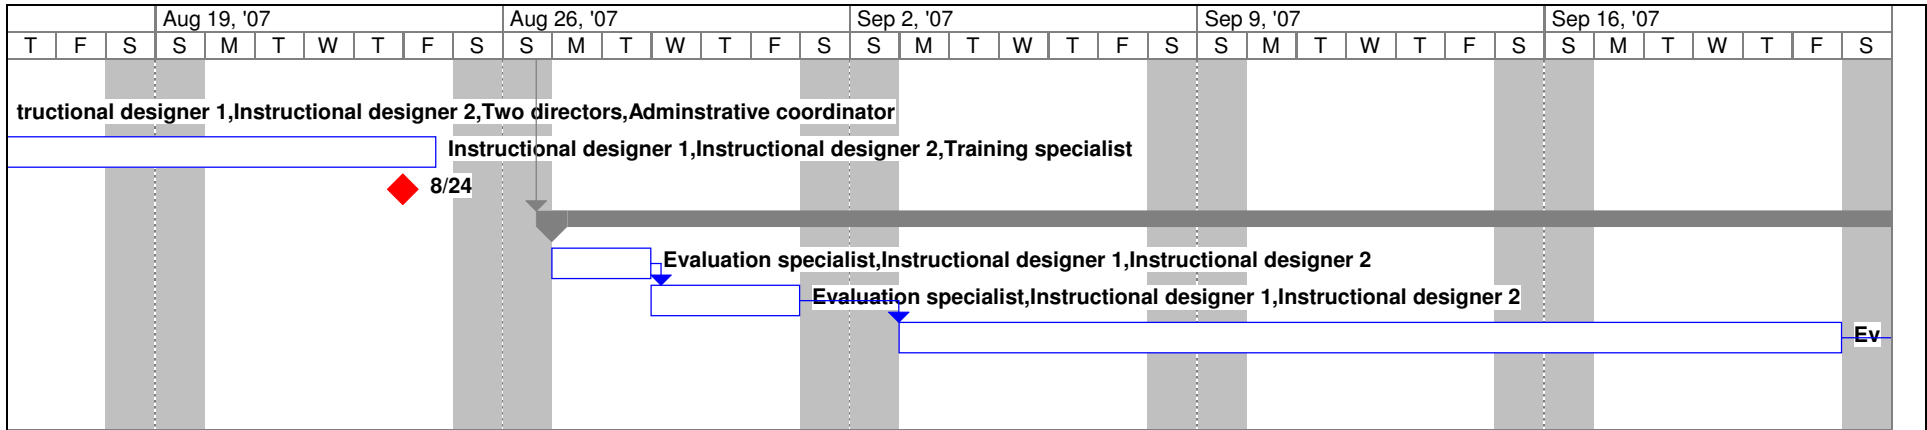 Aug 19, '07 Aug 26, '07 Sep 2, '07 Sep 9, '07 Sep 16, '07
T F S S M T W T F S S M T W T F S S M T W T F S S M T W T F S S M T W T F S
tructional designer 1,Instructional designer 2,Two directors,Adminstrative coordinator
Instructional designer 1,Instructional designer 2,Training specialist
8/24
Evaluation specialist,Instructional designer 1,Instructional designer 2
Evaluation specialist,Instructional designer 1,Instructional designer 2
Ev